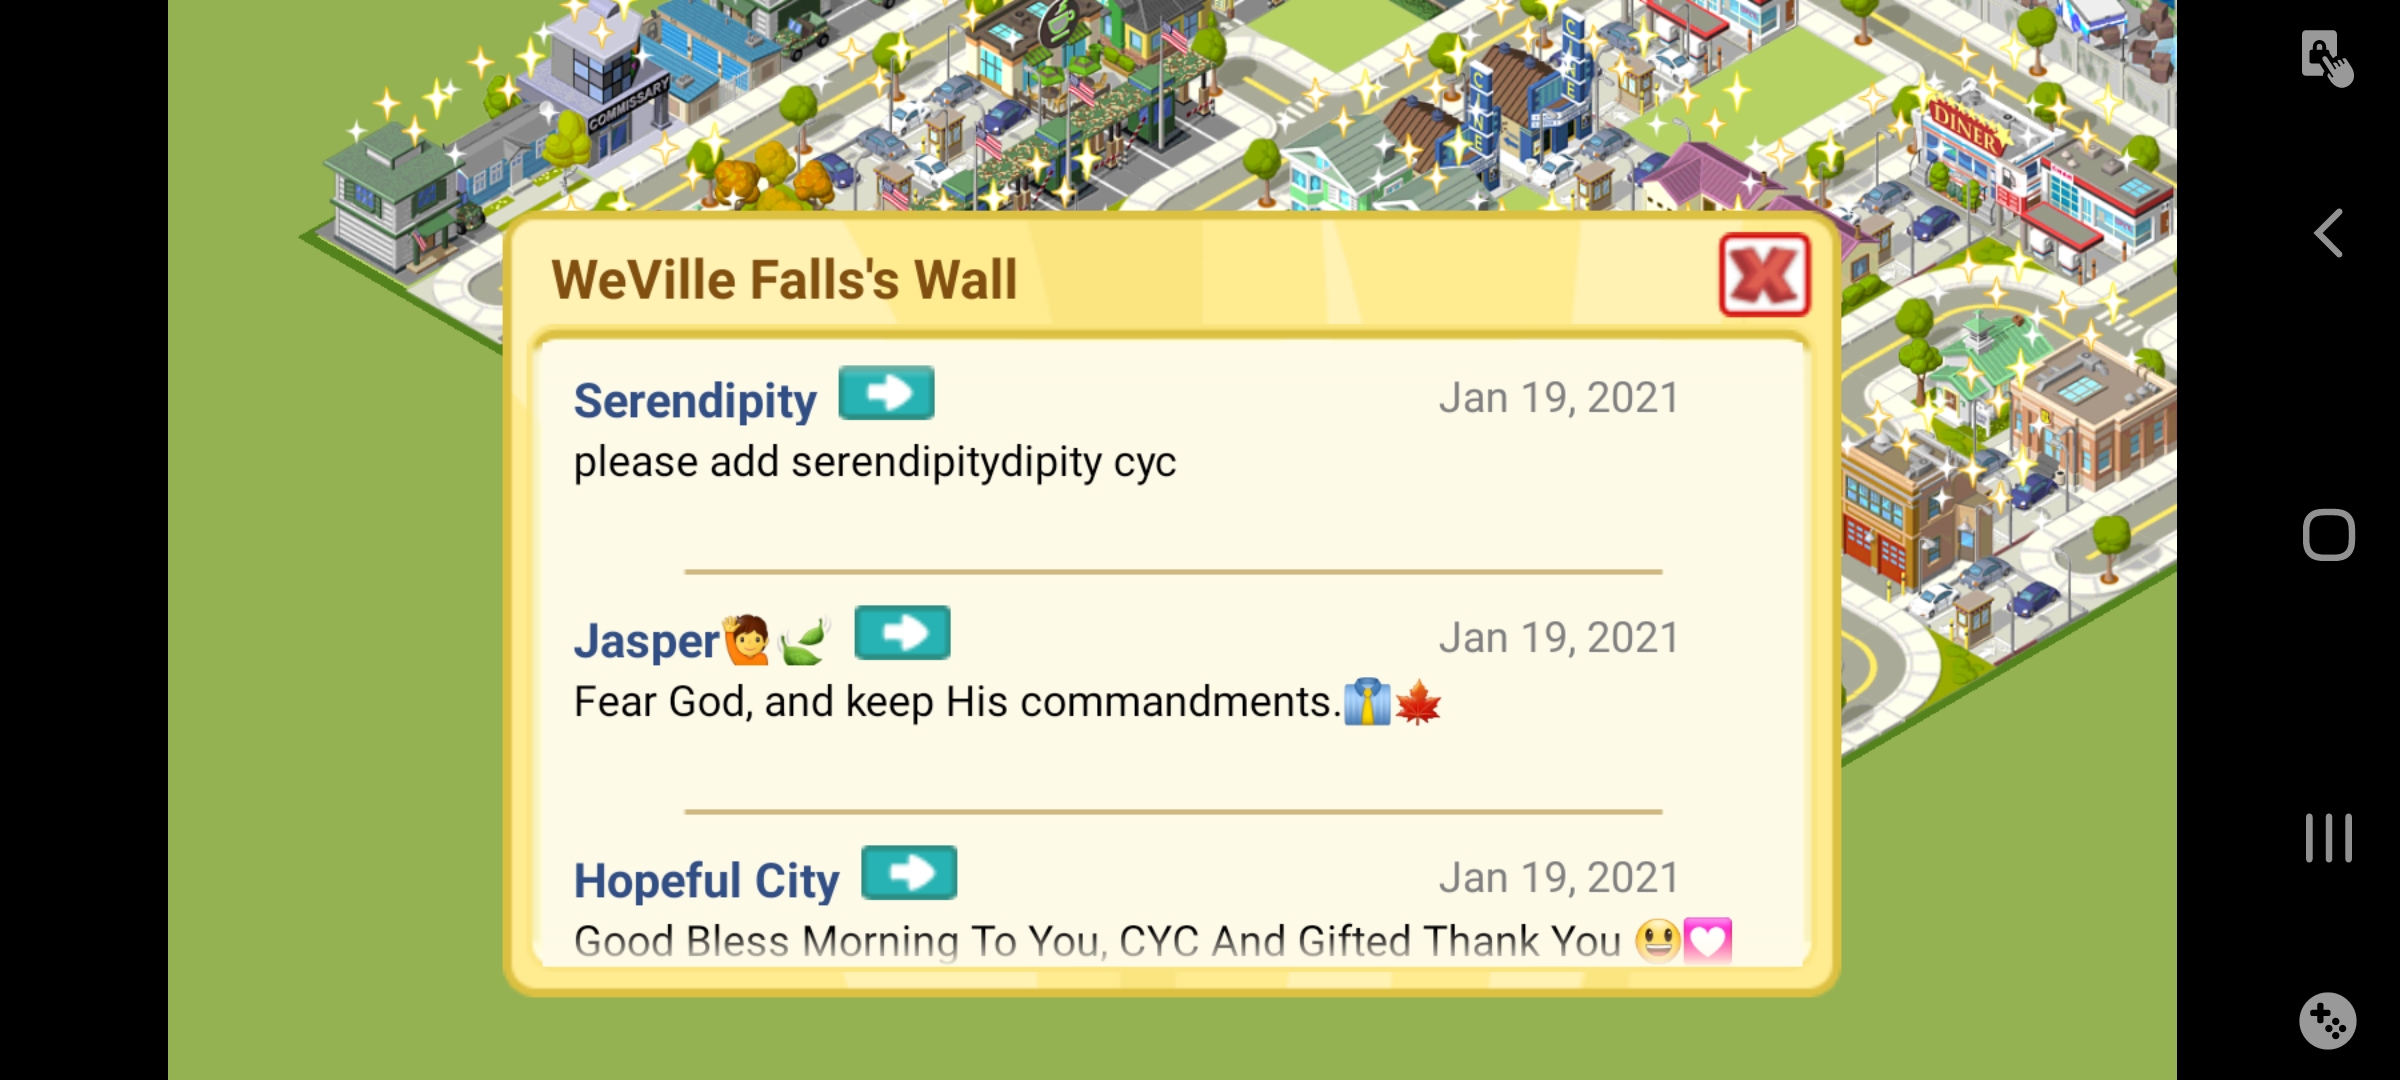 COMMISSARY
CINE
CINE
DINER
WeVille Falls's Wall
Serendipity
Jan 19, 2021
please add serendipitydipity cyc
Jasper🙋🍃
Jan 19, 2021
Fear God, and keep His commandments.👔🍁
Hopeful City
Jan 19, 2021
Good Bless Morning To You, CYC And Gifted Thank You 😃💟